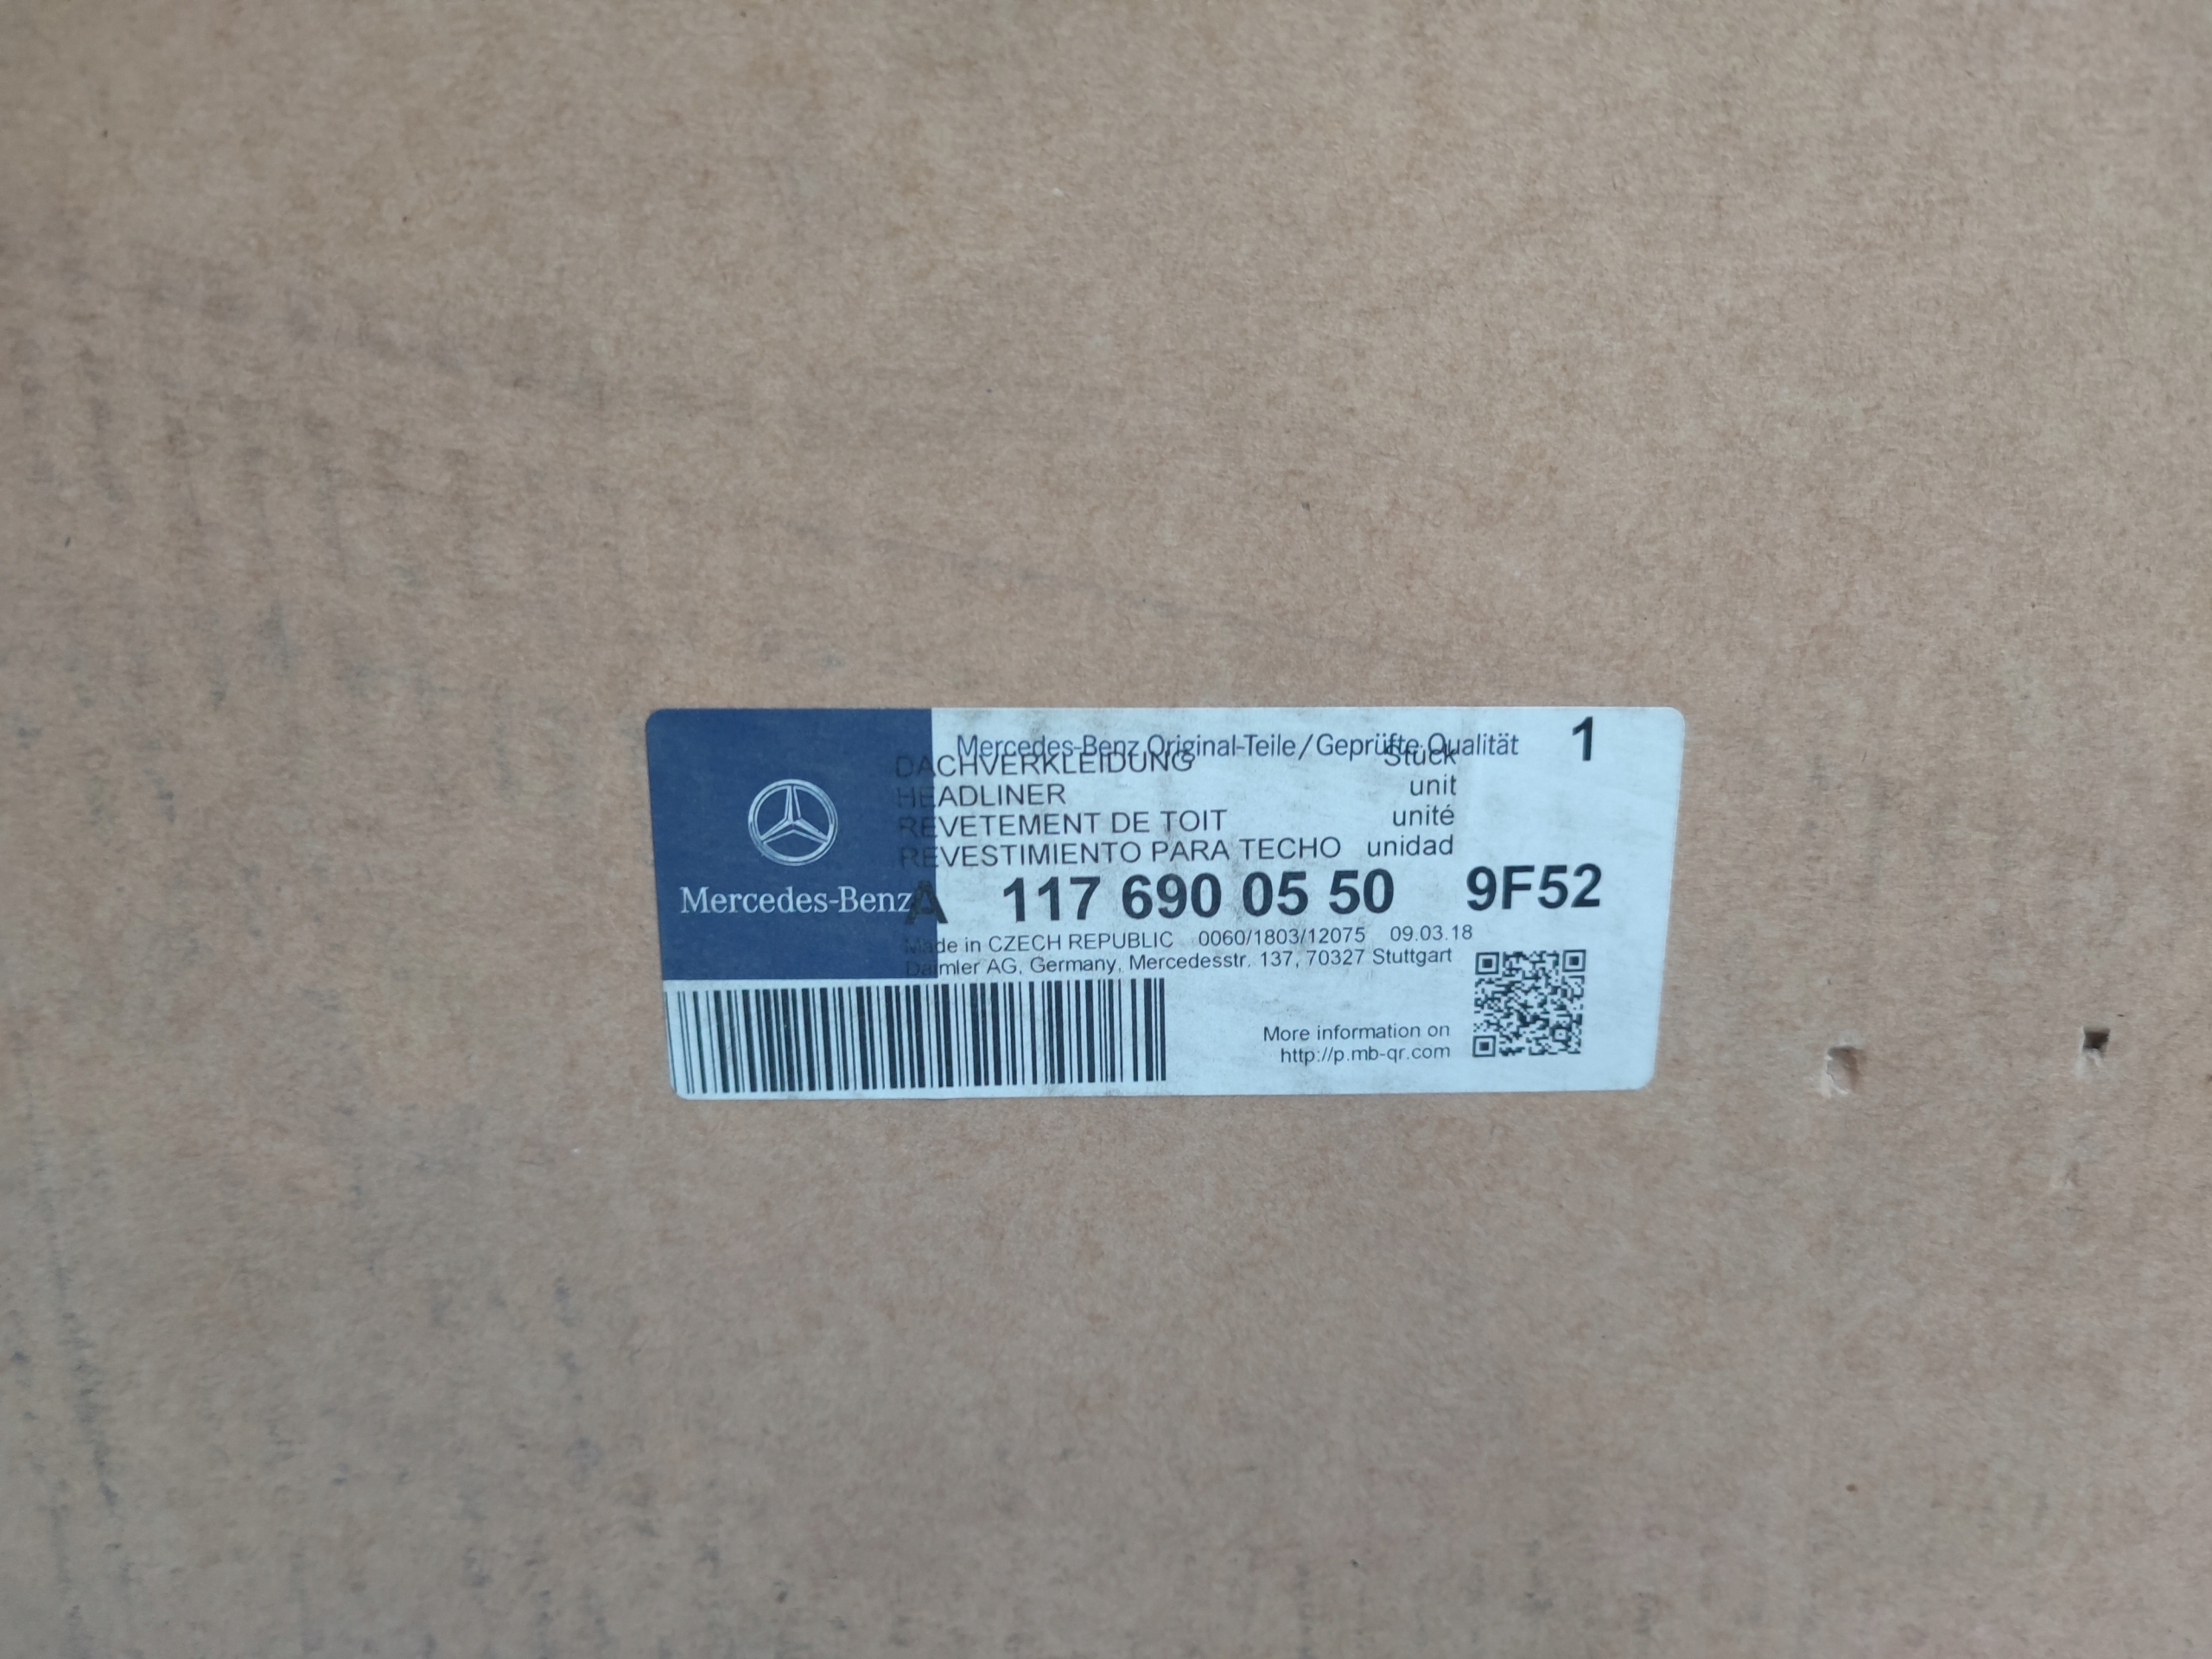 Mercedes-Benz Original-Teile/Geprüfte Qualität 1
DACHVERKLEIDUNG Stück
HEADLINER unit
REVETEMENT DE TOIT unité
REVESTIMIENTO PARA TECHO unidad
Mercedes-Benz
A 117 690 05 50 9F52
Made in CZECH REPUBLIC 0060/1803/12075 09.03.18
Daimler AG, Germany, Mercedesstr. 137, 70327 Stuttgart
More information on
http://p.mb-qr.com